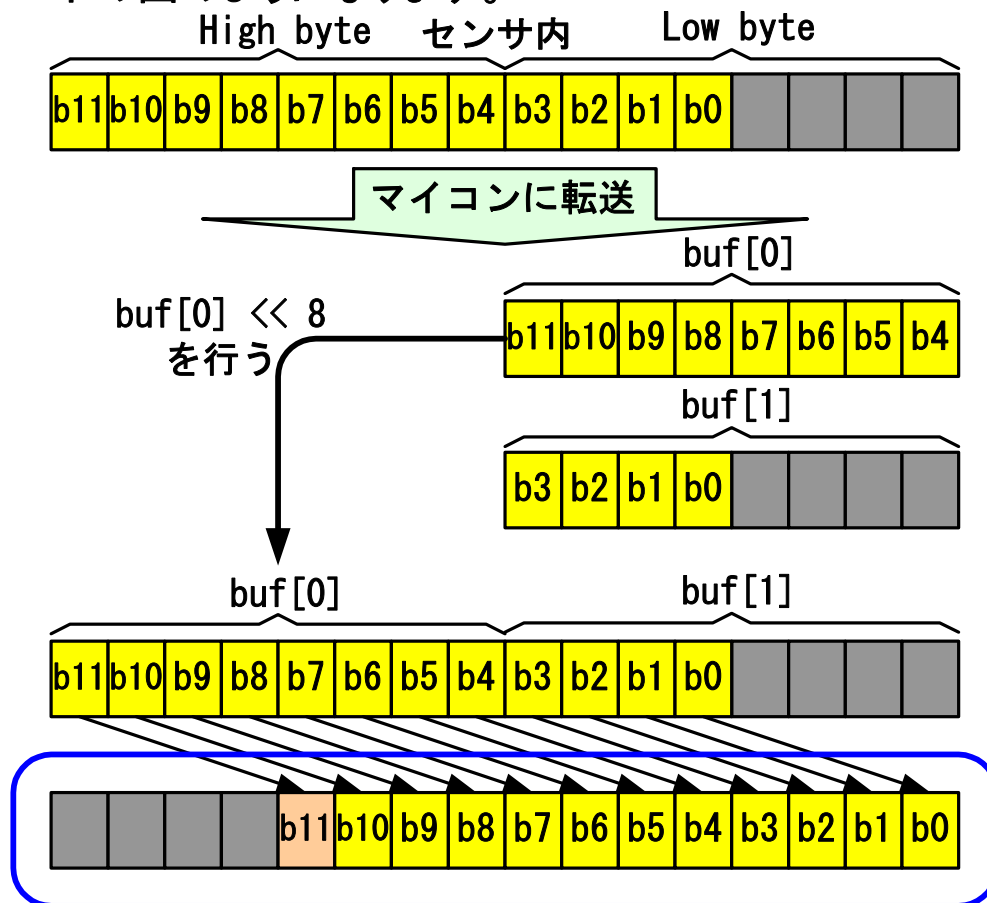 High byte センサ内 Low byte
b11 b10 b9 b8 b7 b6 b5 b4 b3 b2 b1 b0
マイコンに転送
buf[0]
buf[0] << 8
を行う
b11 b10 b9 b8 b7 b6 b5 b4
buf[1]
b3 b2 b1 b0
buf[0] buf[1]
b11 b10 b9 b8 b7 b6 b5 b4 b3 b2 b1 b0
b11 b10 b9 b8 b7 b6 b5 b4 b3 b2 b1 b0